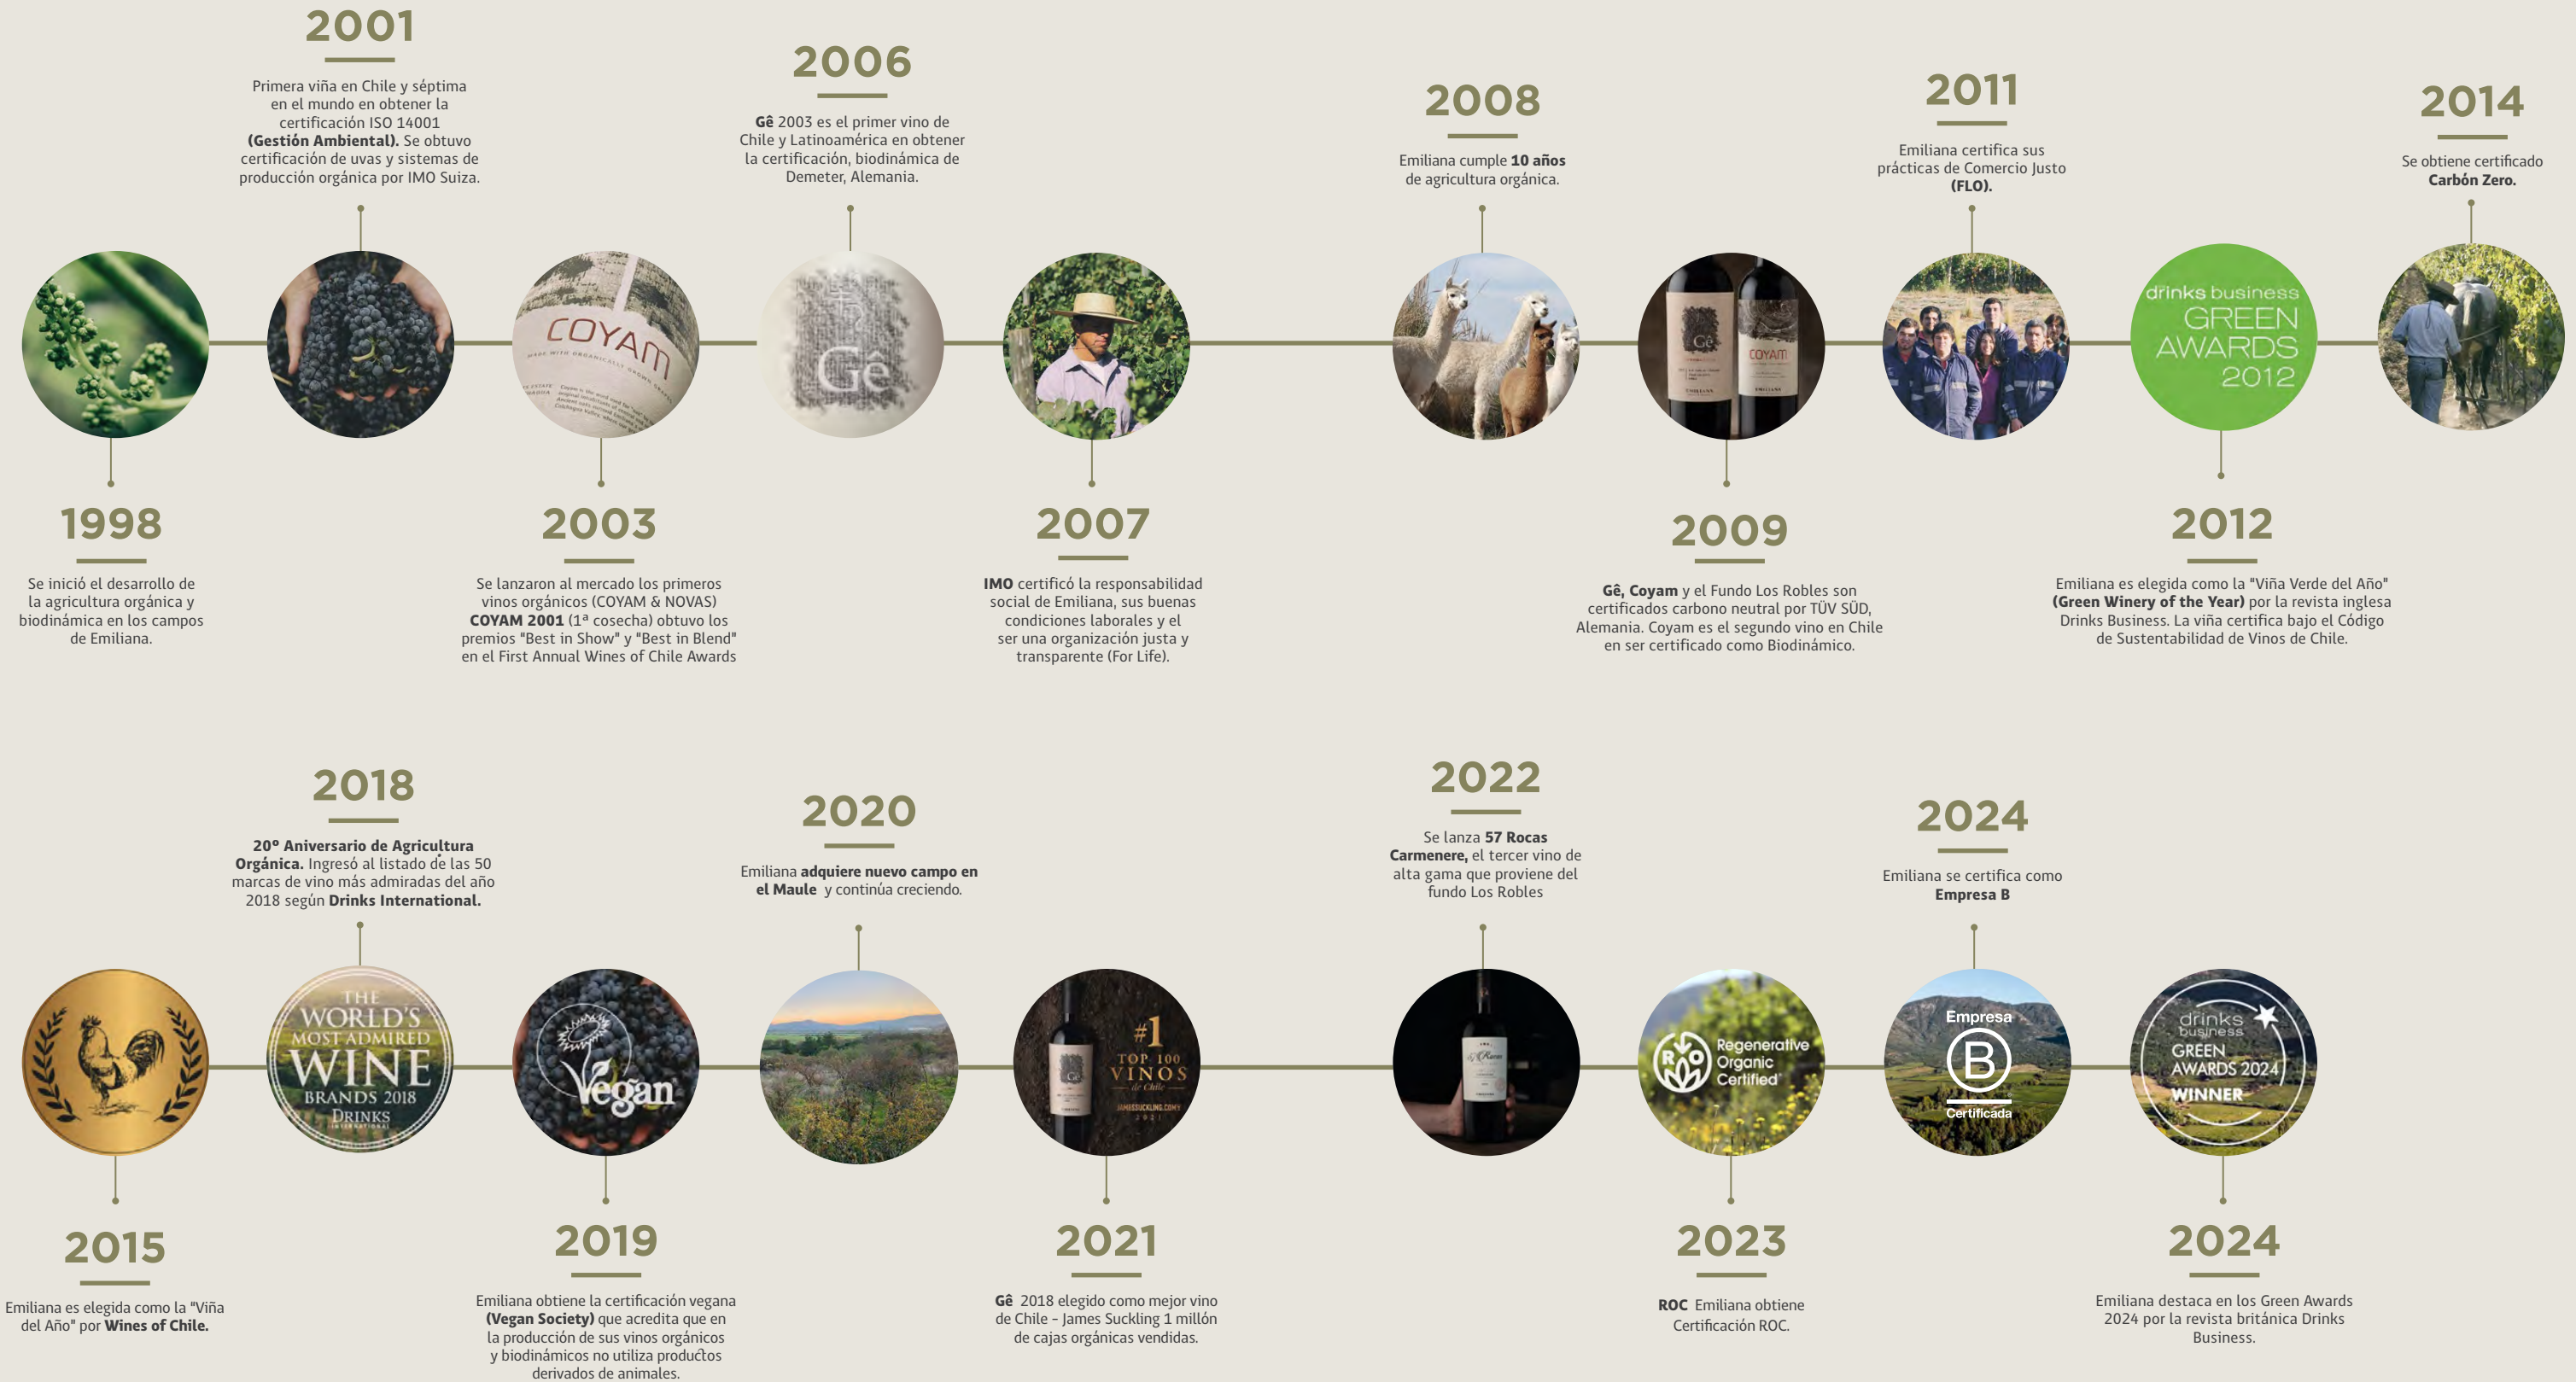 2001
Primera viña en Chile y séptima
en el mundo en obtener la
certificación ISO 14001
(Gestión Ambiental). Se obtuvo
certificación de uvas y sistemas de
producción orgánica por IMO Suiza.
2006
Gê 2003 es el primer vino de
Chile y Latinoamérica en obtener
la certificación, biodinámica de
Demeter, Alemania.
2008
Emiliana cumple 10 años
de agricultura orgánica.
2011
Emiliana certifica sus
prácticas de Comercio Justo
(FLO).
2014
Se obtiene certificado
Carbón Zero.
COYAM
MADE WITH ORGANICALLY GROWN
Gê
Gê
COYAM
drinks business
GREEN
AWARDS
2012
1998
Se inició el desarrollo de
la agricultura orgánica y
biodinámica en los campos
de Emiliana.
2003
Se lanzaron al mercado los primeros
vinos orgánicos (COYAM & NOVAS)
COYAM 2001 (1ª cosecha) obtuvo los
premios "Best in Show" y "Best in Blend"
en el First Annual Wines of Chile Awards
2007
IMO certificó la responsabilidad
social de Emiliana, sus buenas
condiciones laborales y el
ser una organización justa y
transparente (For Life).
2009
Gê, Coyam y el Fundo Los Robles son
certificados carbono neutral por TÜV SÜD,
Alemania. Coyam es el segundo vino en Chile
en ser certificado como Biodinámico.
2012
Emiliana es elegida como la "Viña Verde del Año"
(Green Winery of the Year) por la revista inglesa
Drinks Business. La viña certifica bajo el Código
de Sustentabilidad de Vinos de Chile.
2018
20º Aniversario de Agricultura
Orgánica. Ingresó al listado de las 50
marcas de vino más admiradas del año
2018 según Drinks International.
2020
Emiliana adquiere nuevo campo en
el Maule y continúa creciendo.
2022
Se lanza 57 Rocas
Carmenere, el tercer vino de
alta gama que proviene del
fundo Los Robles
2024
Emiliana se certifica como
Empresa B
THE
WORLD'S
MOST ADMIRED
WINE
BRANDS 2018
DRINKS
INTERNATIONAL
Vegan
Gê
#1
TOP 100
VINOS
de Chile
JAMESSUCKLING.COM
2021
Regenerative
Organic
Certified
Empresa
B
Certificada
drinks
business
GREEN
AWARDS 2024
WINNER
2015
Emiliana es elegida como la "Viña
del Año" por Wines of Chile.
2019
Emiliana obtiene la certificación vegana
(Vegan Society) que acredita que en
la producción de sus vinos orgánicos
y biodinámicos no utiliza productos
derivados de animales.
2021
Gê 2018 elegido como mejor vino
de Chile - James Suckling 1 millón
de cajas orgánicas vendidas.
2023
ROC Emiliana obtiene
Certificación ROC.
2024
Emiliana destaca en los Green Awards
2024 por la revista británica Drinks
Business.